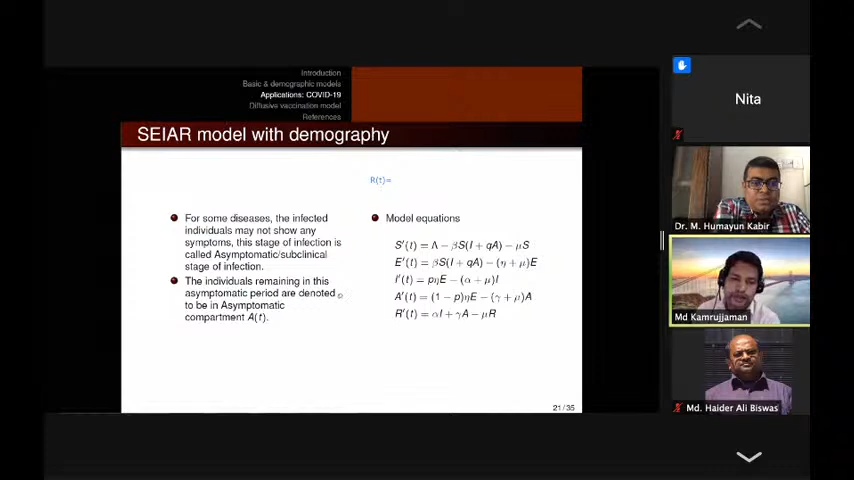 Introduction
Basic & demographic models
Applications: COVID-19
Diffusive vaccination model
References
SEIAR model with demography
R(t)=
For some diseases, the infected
individuals may not show any
symptoms, this stage of infection is
called Asymptomatic/subclinical
stage of infection.
The individuals remaining in this
asymptomatic period are denoted
to be in Asymptomatic
compartment A(t).
Model equations
S′(t) = Λ − βS(I + qA) − μS
E′(t) = βS(I + qA) − (η + μ)E
I′(t) = pηE − (α + μ)I
A′(t) = (1 − p)ηE − (γ + μ)A
R′(t) = αI + γA − μR
21/35
Nita
Dr. M. Humayun Kabir
Md Kamrujjaman
Md. Haider Ali Biswas